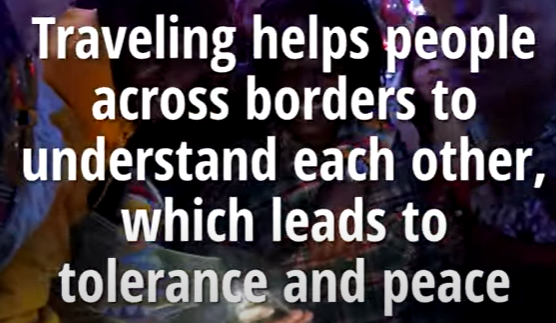 Traveling helps people
across borders to
understand each other,
which leads to
tolerance and peace